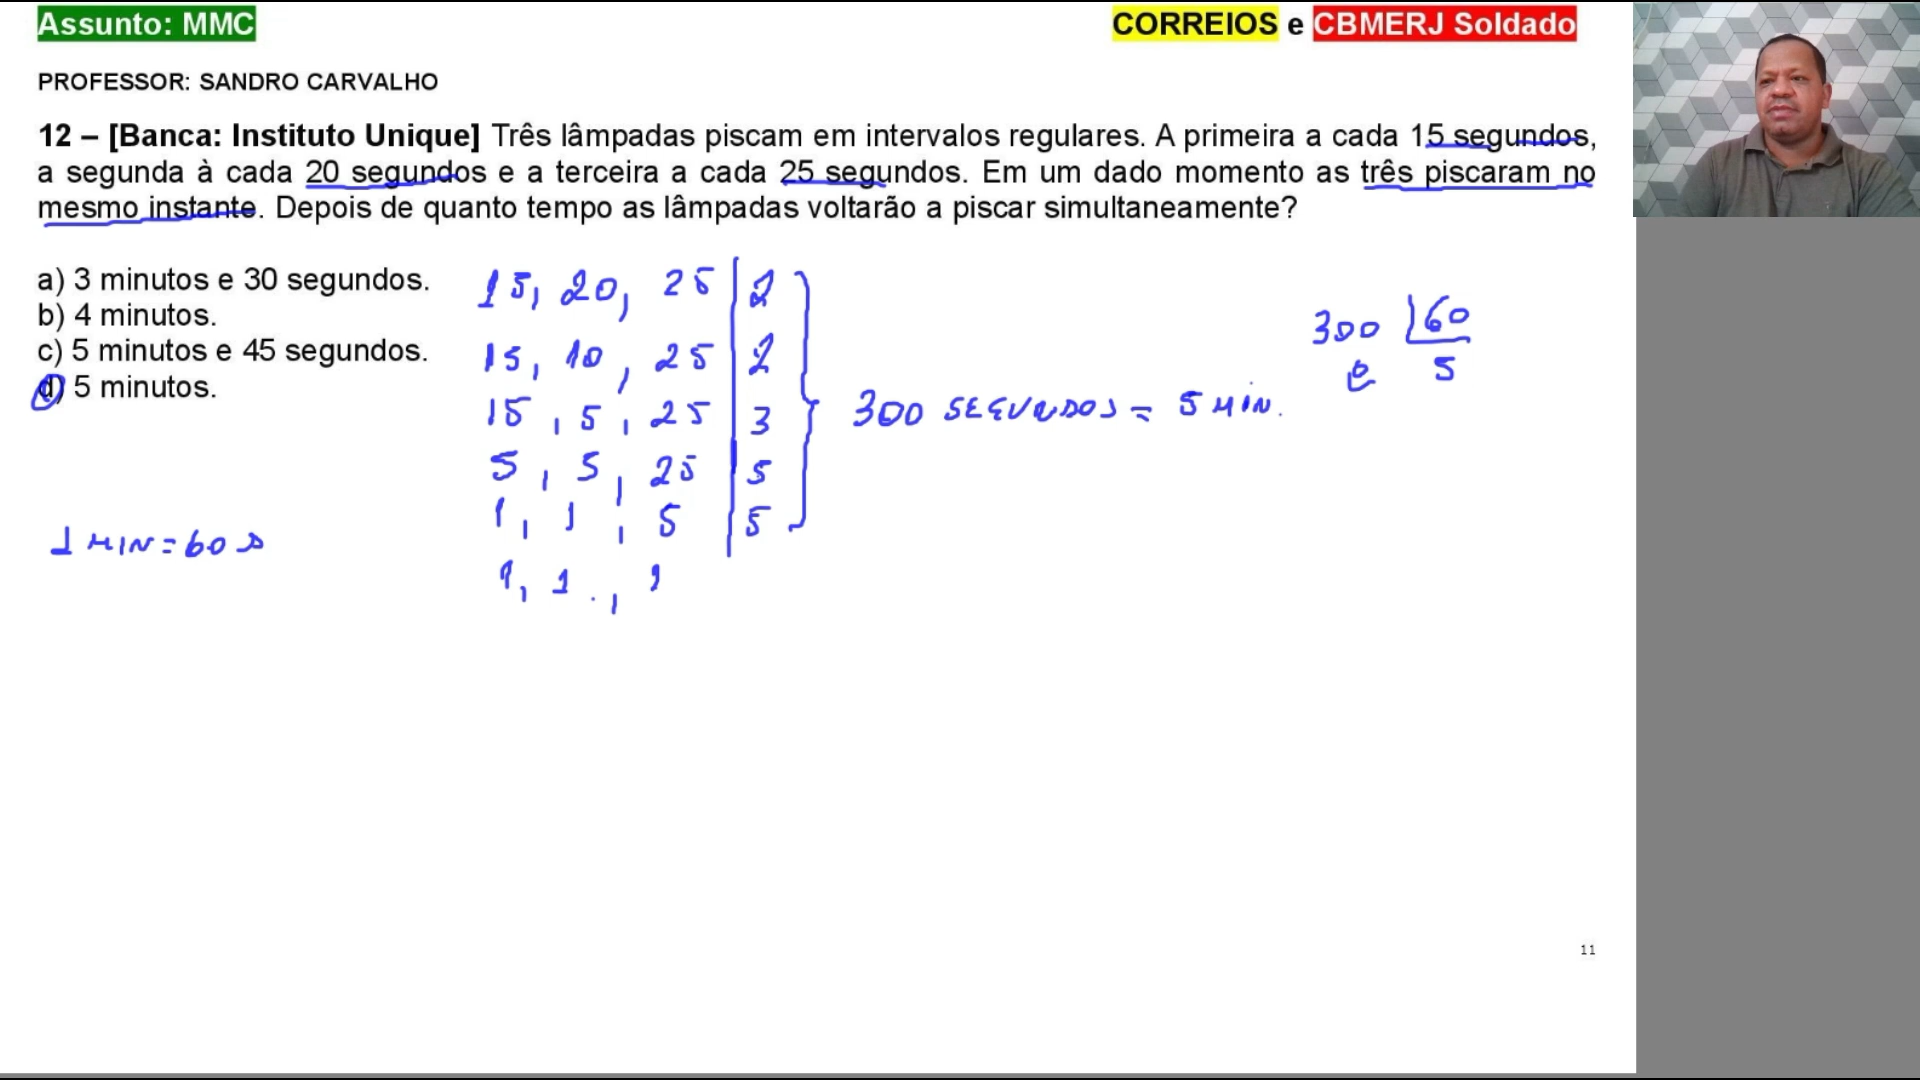 Assunto: MMC
CORREIOS e CBMERJ Soldado
PROFESSOR: SANDRO CARVALHO
12 – [Banca: Instituto Unique] Três lâmpadas piscam em intervalos regulares. A primeira a cada 15 segundos,
a segunda à cada 20 segundos e a terceira a cada 25 segundos. Em um dado momento as três piscaram no
mesmo instante. Depois de quanto tempo as lâmpadas voltarão a piscar simultaneamente?
a) 3 minutos e 30 segundos.
b) 4 minutos.
c) 5 minutos e 45 segundos.
d) 5 minutos.
15, 20, 25 | 2
15, 10, 25 | 2
15, 5, 25 | 3
5, 5, 25 | 5
1, 1, 5 | 5
1, 1, 1
300 SEGUNDOS = 5 MIN.
300 60
0 5
1 MIN = 60 s
11